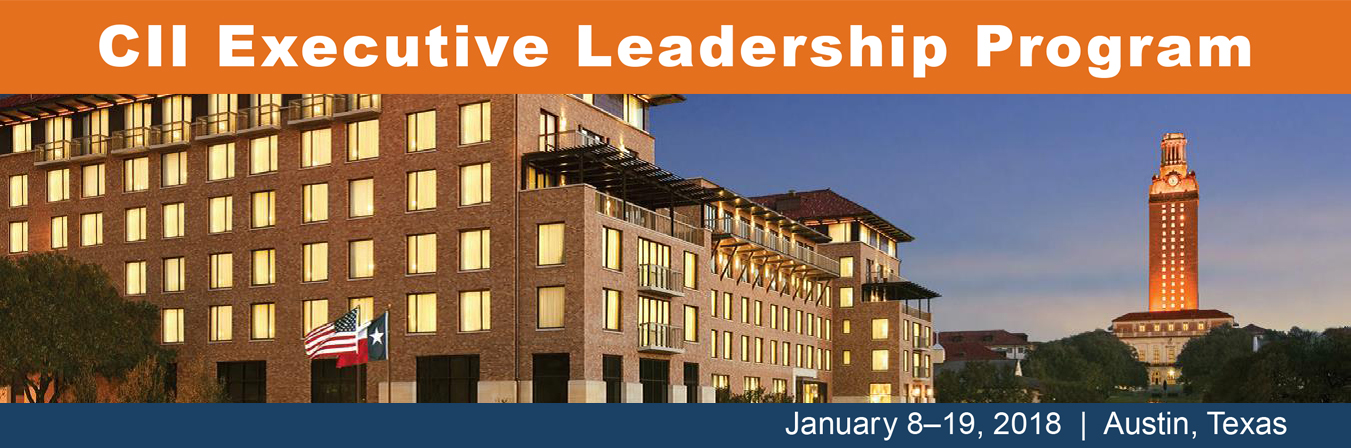 CII Executive Leadership Program
January 8–19, 2018 | Austin, Texas